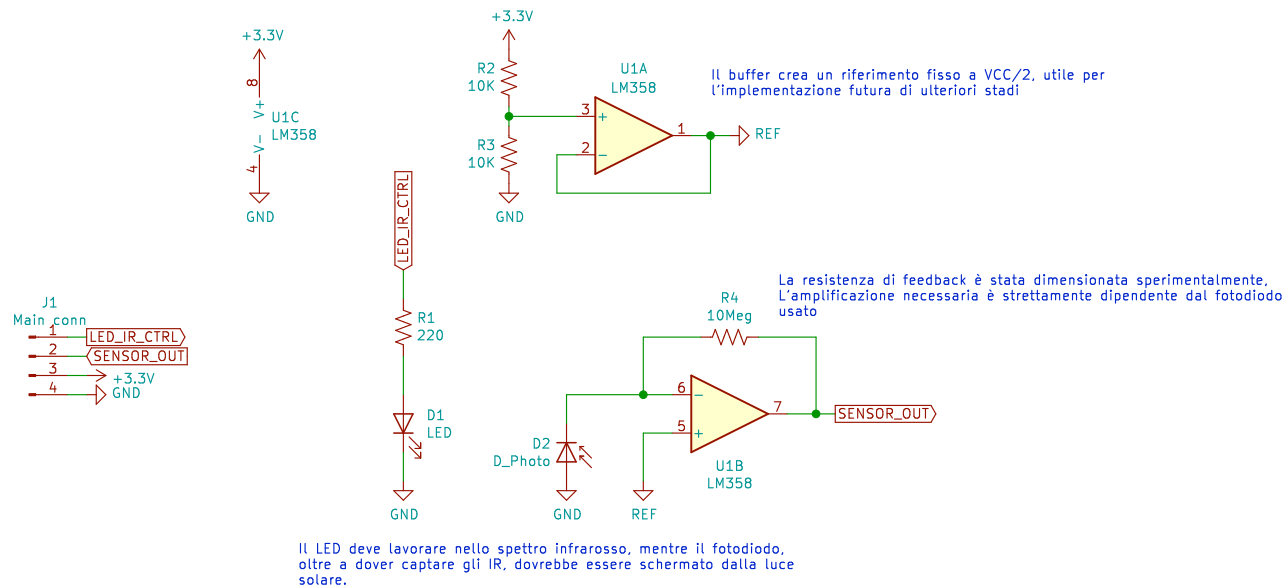 +3.3V
8
V+
U1C
LM358
V-
4
GND
+3.3V
R2
10K
R3
10K
GND
3
+
2
-
U1A
LM358
1
REF
Il buffer crea un riferimento fisso a VCC/2, utile per
l'implementazione futura di ulteriori stadi
J1
Main conn
1
LED_IR_CTRL
2
SENSOR_OUT
3
+3.3V
4
GND
LED_IR_CTRL
R1
220
D1
LED
GND
La resistenza di feedback è stata dimensionata sperimentalmente,
L'amplificazione necessaria è strettamente dipendente dal fotodiodo
usato
R4
10Meg
6
-
5
+
7
SENSOR_OUT
U1B
LM358
D2
D_Photo
GND
REF
Il LED deve lavorare nello spettro infrarosso, mentre il fotodiodo,
oltre a dover captare gli IR, dovrebbe essere schermato dalla luce
solare.